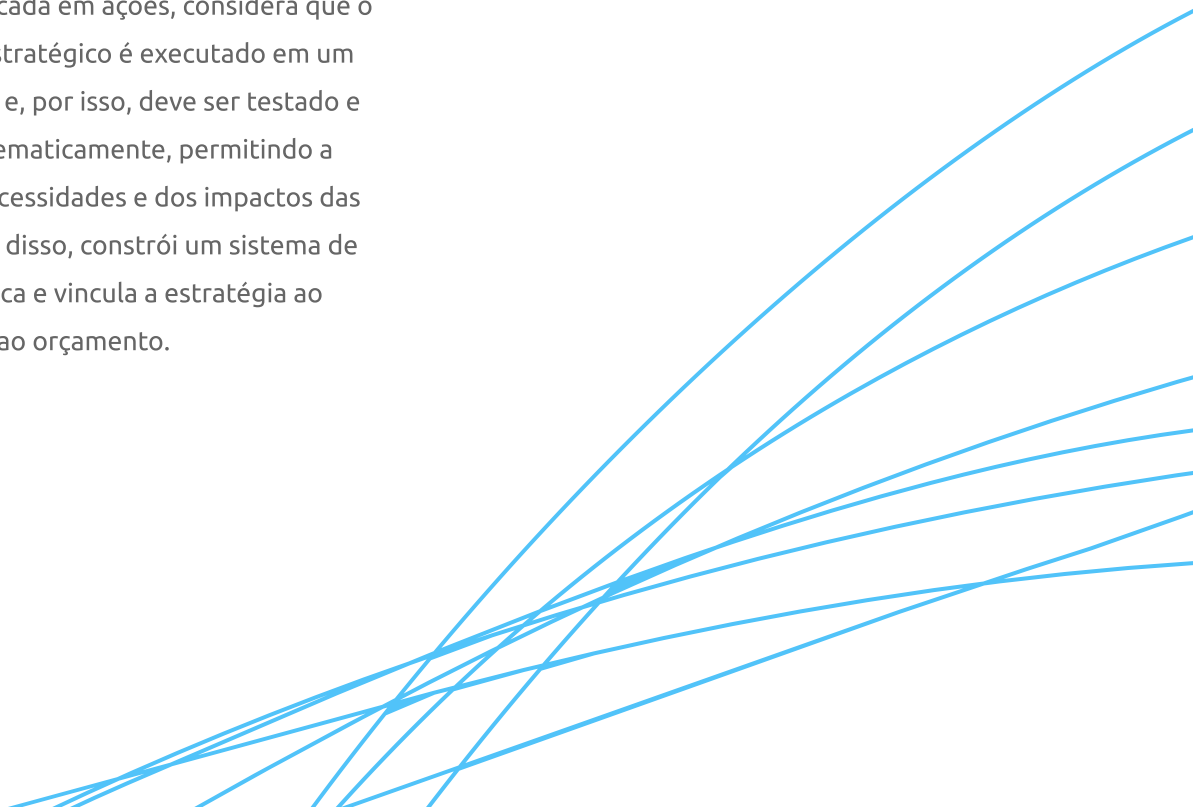 cada em ações, considera que o
stratégico é executado em um
e, por isso, deve ser testado e
ematicamente, permitindo a
cessidades e dos impactos das
disso, constrói um sistema de
ca e vincula a estratégia ao
ao orçamento.